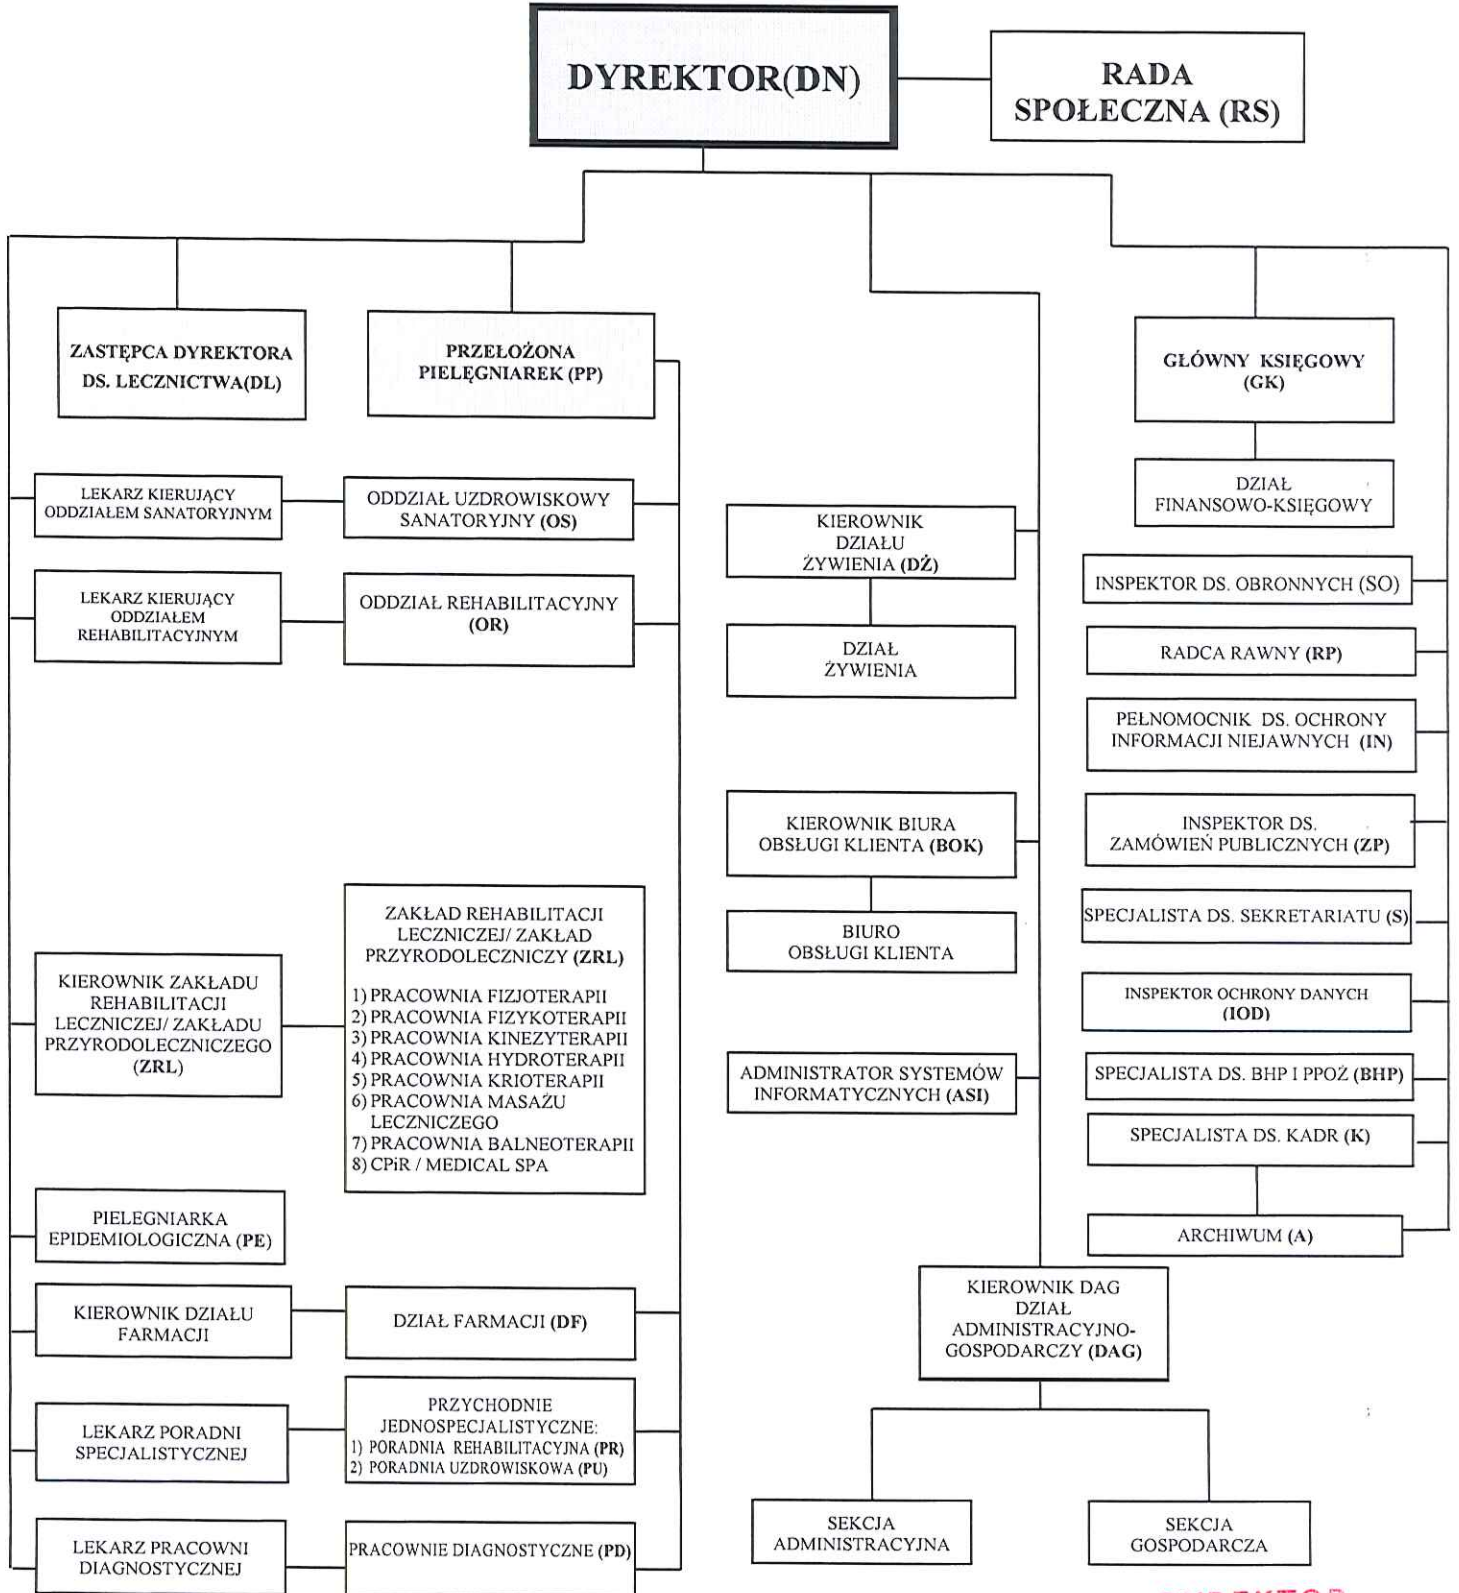 DYREKTOR(DN)
RADA
SPOŁECZNA (RS)
ZASTĘPCA DYREKTORA
DS. LECZNICTWA(DL)
PRZEŁOŻONA
PIELĘGNIAREK (PP)
GŁÓWNY KSIĘGOWY
(GK)
DZIAŁ
FINANSOWO-KSIĘGOWY
LEKARZ KIERUJĄCY
ODDZIAŁEM SANATORYJNYM
ODDZIAŁ UZDROWISKOWY
SANATORYJNY (OS)
LEKARZ KIERUJĄCY
ODDZIAŁEM
REHABILITACYJNYM
ODDZIAŁ REHABILITACYJNY
(OR)
KIEROWNIK ZAKŁADU
REHABILITACJI
LECZNICZEJ/ ZAKŁADU
PRZYRODOLECZNICZEGO
(ZRL)
ZAKŁAD REHABILITACJI
LECZNICZEJ/ ZAKŁAD
PRZYRODOLECZNICZY (ZRL)
1) PRACOWNIA FIZJOTERAPII
2) PRACOWNIA FIZYKOTERAPII
3) PRACOWNIA KINEZYTERAPII
4) PRACOWNIA HYDROTERAPII
5) PRACOWNIA KRIOTERAPII
6) PRACOWNIA MASAŻU
LECZNICZEGO
7) PRACOWNIA BALNEOTERAPII
8) CPiR / MEDICAL SPA
PIELEGNIARKA
EPIDEMIOLOGICZNA (PE)
KIEROWNIK DZIAŁU
FARMACJI
DZIAŁ FARMACJI (DF)
LEKARZ PORADNI
SPECJALISTYCZNEJ
PRZYCHODNIE
JEDNOSPECJALISTYCZNE:
1) PORADNIA REHABILITACYJNA (PR)
2) PORADNIA UZDROWISKOWA (PU)
LEKARZ PRACOWNI
DIAGNOSTYCZNEJ
PRACOWNIE DIAGNOSTYCZNE (PD)
KIEROWNIK
DZIAŁU
ŻYWIENIA (DŻ)
DZIAŁ
ŻYWIENIA
KIEROWNIK BIURA
OBSŁUGI KLIENTA (BOK)
BIURO
OBSŁUGI KLIENTA
ADMINISTRATOR SYSTEMÓW
INFORMATYCZNYCH (ASI)
INSPEKTOR DS. OBRONNYCH (SO)
RADCA RAWNY (RP)
PEŁNOMOCNIK DS. OCHRONY
INFORMACJI NIEJAWNYCH (IN)
INSPEKTOR DS.
ZAMÓWIEŃ PUBLICZNYCH (ZP)
SPECJALISTA DS. SEKRETARIATU (S)
INSPEKTOR OCHRONY DANYCH
(IOD)
SPECJALISTA DS. BHP I PPOŻ (BHP)
SPECJALISTA DS. KADR (K)
ARCHIWUM (A)
KIEROWNIK DAG
DZIAŁ
ADMINISTRACYJNO-
GOSPODARCZY (DAG)
SEKCJA
ADMINISTRACYJNA
SEKCJA
GOSPODARCZA